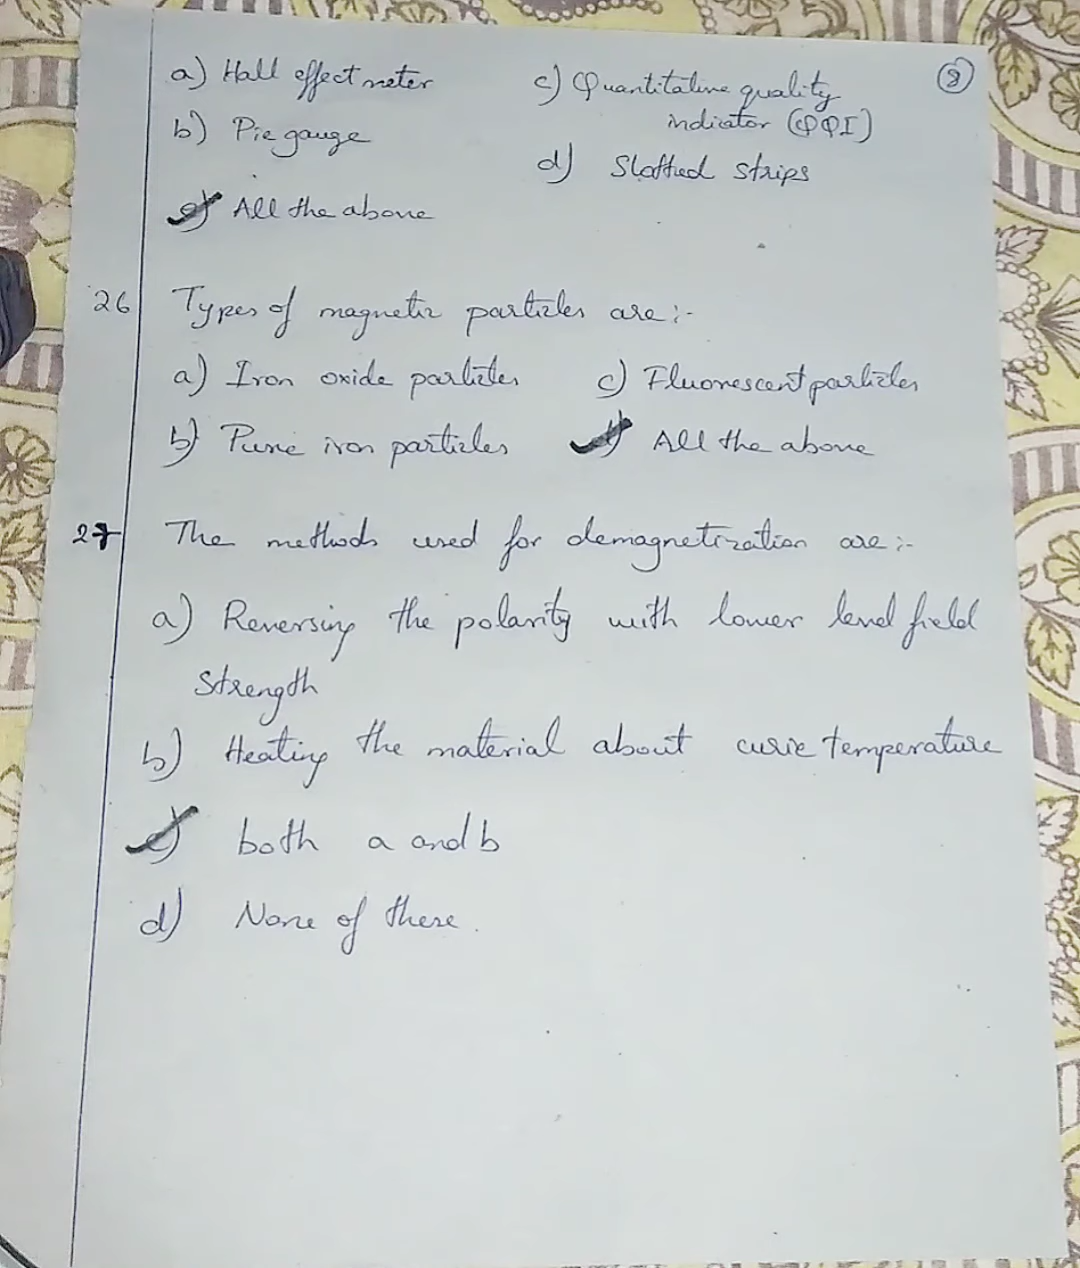 8
a) Hall effect meter c) Quantitative quality
indicator (QQI)
b) Pie gauge
d) Slotted strips
e) All the above
26 Types of magnetic particles are:-
a) Iron oxide particles c) Fluorescent particles
b) Pure iron particles d) All the above
27 The methods used for demagnetization are:-
a) Reversing the polarity with lower level field
strength
b) Heating the material about curie temperature
c) both a and b
d) None of these.